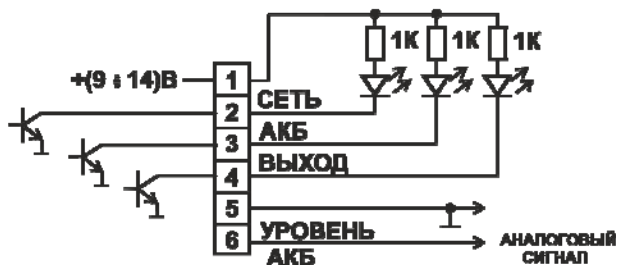 1К 1К 1К
+(9 ÷ 14)В
1
2 СЕТЬ
3 АКБ
4 ВЫХОД
5
6 УРОВЕНЬ
АКБ
АНАЛОГОВЫЙ
СИГНАЛ